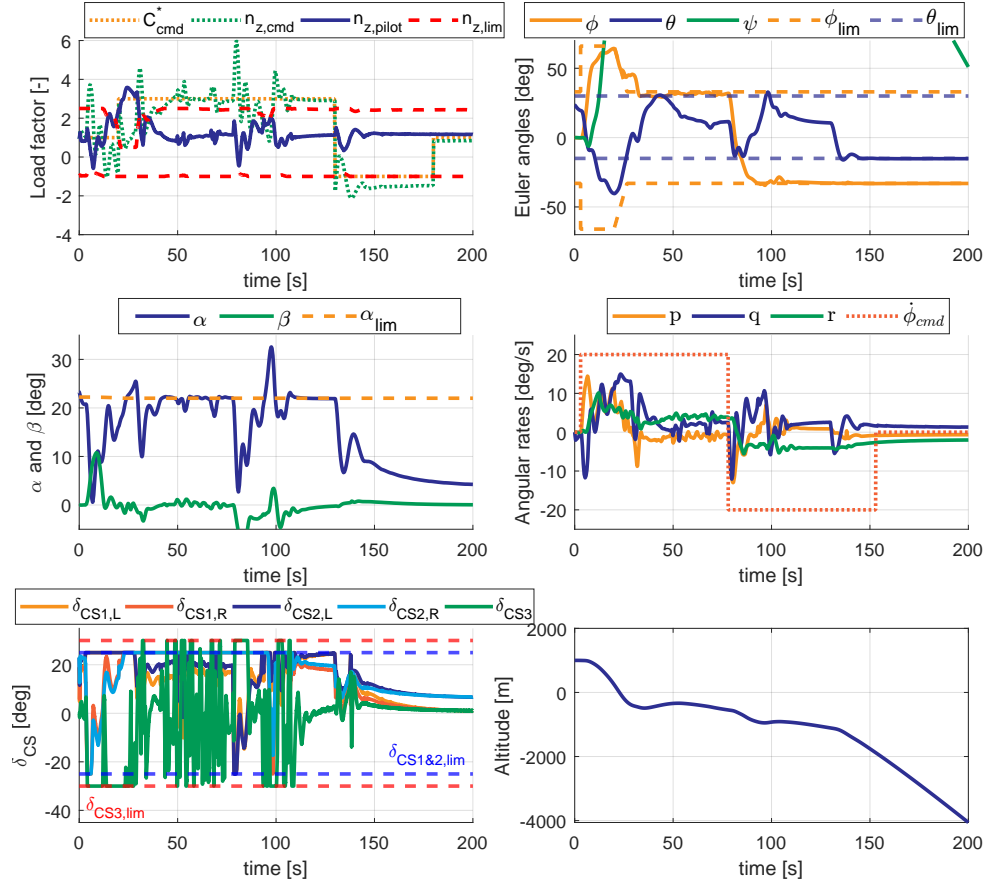 C*cmd nz,cmd nz,pilot nz,lim
6
4
2
0
-2
-4
Load factor [-]
0 50 100 150 200
time [s]
ϕ θ ψ ϕlim θlim
50
0
-50
Euler angles [deg]
0 50 100 150 200
time [s]
α β αlim
30
20
10
0
α and β [deg]
0 50 100 150 200
time [s]
p q r ϕ̇cmd
20
10
0
-10
-20
Angular rates [deg/s]
0 50 100 150 200
time [s]
δCS1,L δCS1,R δCS2,L δCS2,R δCS3
20
0
-20
-40
δCS [deg]
δCS1&2,lim
δCS3,lim
0 50 100 150 200
time [s]
2000
0
-2000
-4000
Altitude [m]
0 50 100 150 200
time [s]